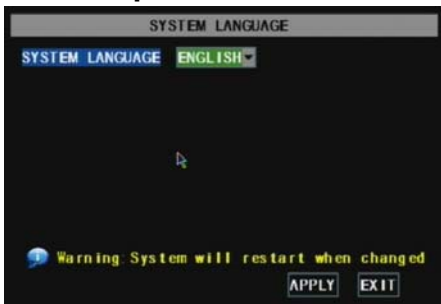 SYSTEM LANGUAGE
SYSTEM LANGUAGE ENGLISH
Warning:System will restart when changed
APPLY EXIT